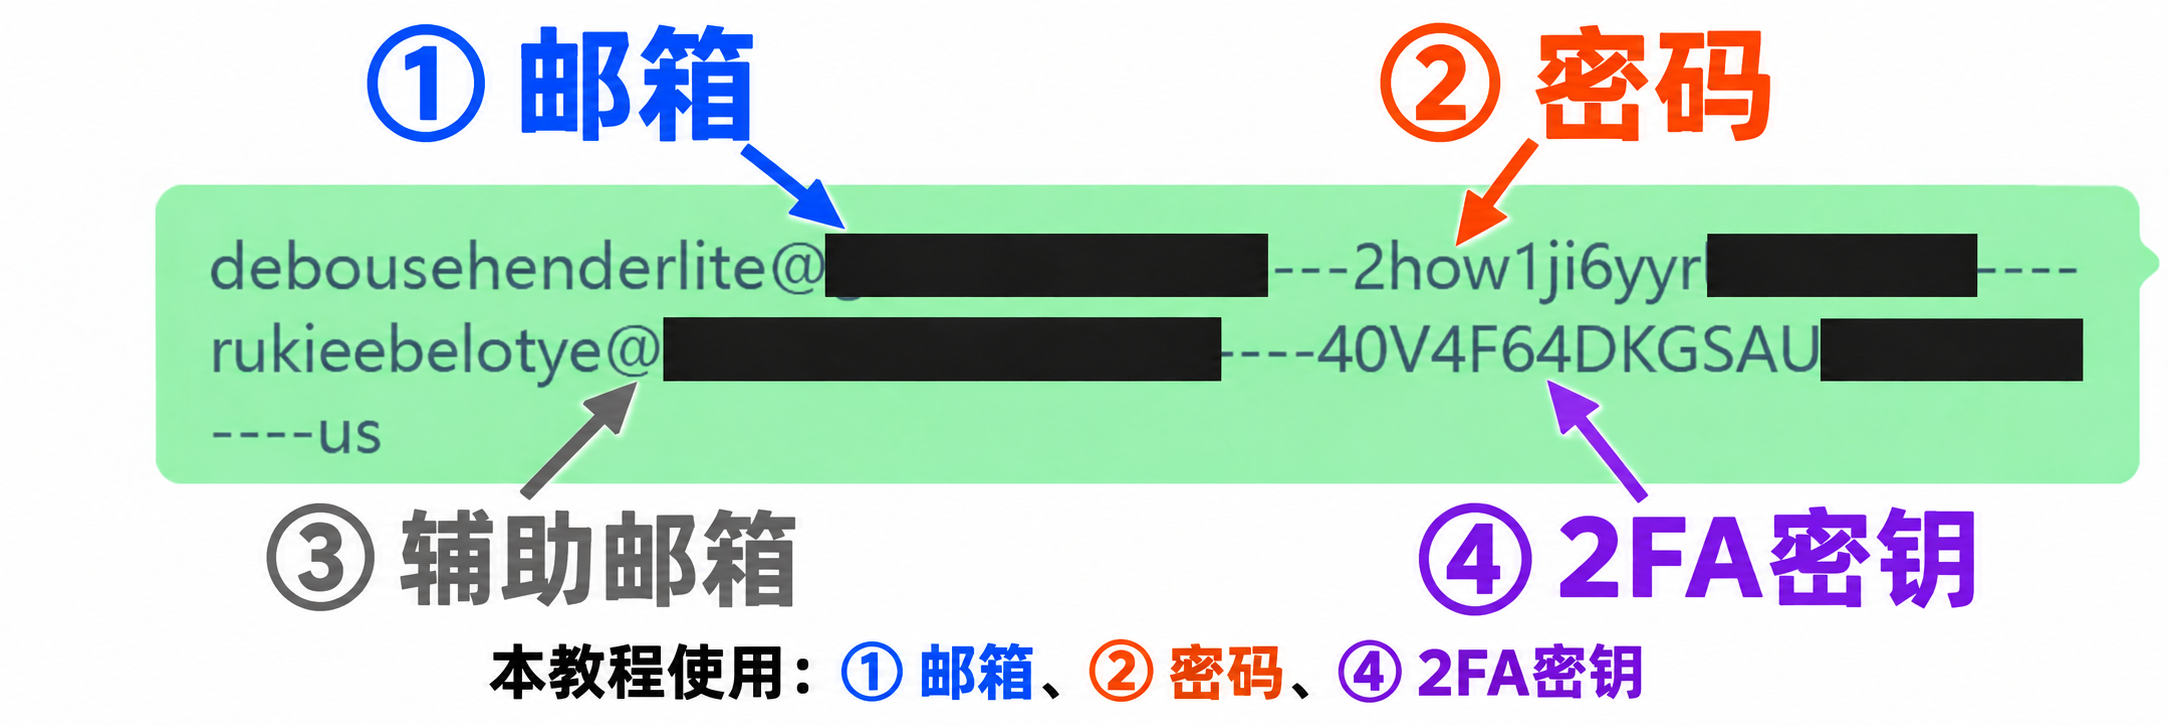 ① 邮箱
② 密码
debousehenderlite@ ---2how1ji6yyr ----
rukieebelotye@ ----40V4F64DKGSAU
----us
③ 辅助邮箱
④ 2FA密钥
本教程使用：① 邮箱、② 密码、④ 2FA密钥